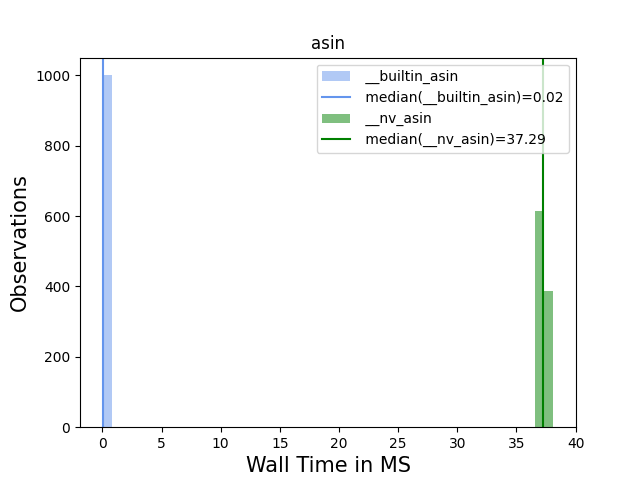 asin
__builtin_asin
median(__builtin_asin)=0.02
__nv_asin
median(__nv_asin)=37.29
Observations
1000
800
600
400
200
0
0 5 10 15 20 25 30 35 40
Wall Time in MS